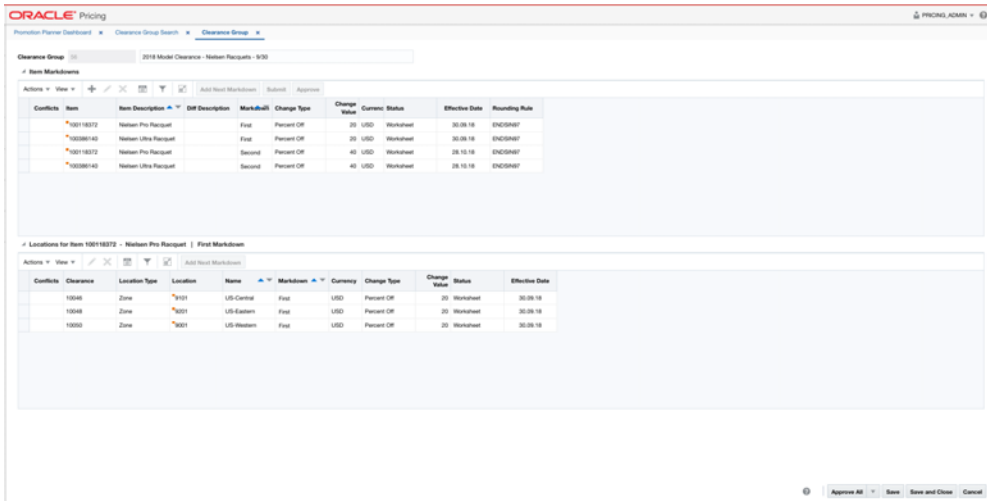 ORACLE® Pricing PRICING_ADMIN
Promotion Planner Dashboard × Clearance Group Search × Clearance Group ×
Clearance Group 2018 Model Clearance - Nielsen Racquets - 9/30
Item Markdowns
Actions View Add Next Markdown Submit Approve
Conflicts Item Item Description Diff Description Markdown Change Type Change Value Currenc Status Effective Date Rounding Rule
100118372 Nielsen Pro Racquet First Percent Off 20 USD Worksheet 30.09.18 ENDSIN97
100386140 Nielsen Ultra Racquet First Percent Off 20 USD Worksheet 30.09.18 ENDSIN97
100118372 Nielsen Pro Racquet Second Percent Off 40 USD Worksheet 28.10.18 ENDSIN97
100386140 Nielsen Ultra Racquet Second Percent Off 40 USD Worksheet 28.10.18 ENDSIN97
Locations for Item 100118372 - Nielsen Pro Racquet | First Markdown
Actions View Add Next Markdown
Conflicts Clearance Location Type Location Name Markdown Currency Change Type Change Value Status Effective Date
10046 Zone 9101 US-Central First USD Percent Off 20 Worksheet 30.09.18
10048 Zone 9201 US-Eastern First USD Percent Off 20 Worksheet 30.09.18
10050 Zone 9001 US-Western First USD Percent Off 20 Worksheet 30.09.18
Approve All Save Save and Close Cancel